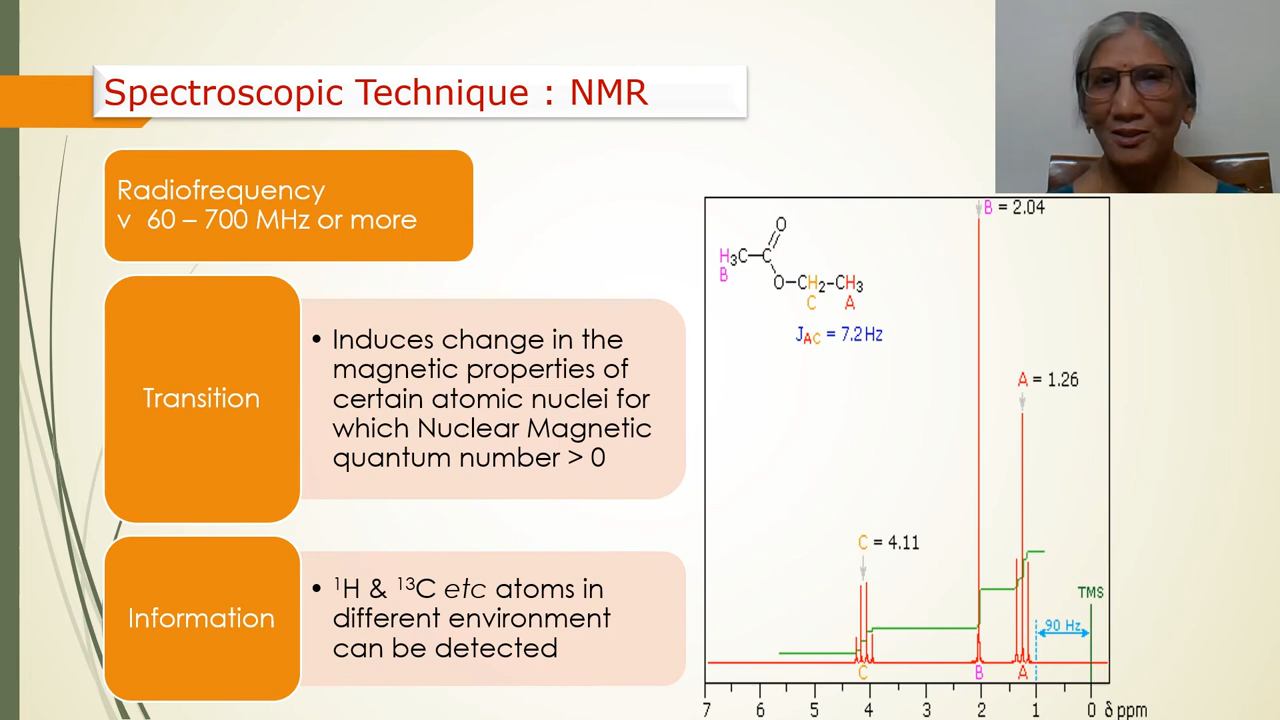 Spectroscopic Technique : NMR
Radiofrequency
ν 60 – 700 MHz or more
Transition
• Induces change in the
magnetic properties of
certain atomic nuclei for
which Nuclear Magnetic
quantum number > 0
Information
• ¹H & ¹³C etc atoms in
different environment
can be detected
B = 2.04
O
H₃C–C
B
O–CH₂–CH₃
C A
J_AC = 7.2 Hz
A = 1.26
C = 4.11
TMS
90 Hz
C B A
7 6 5 4 3 2 1 0 δ ppm